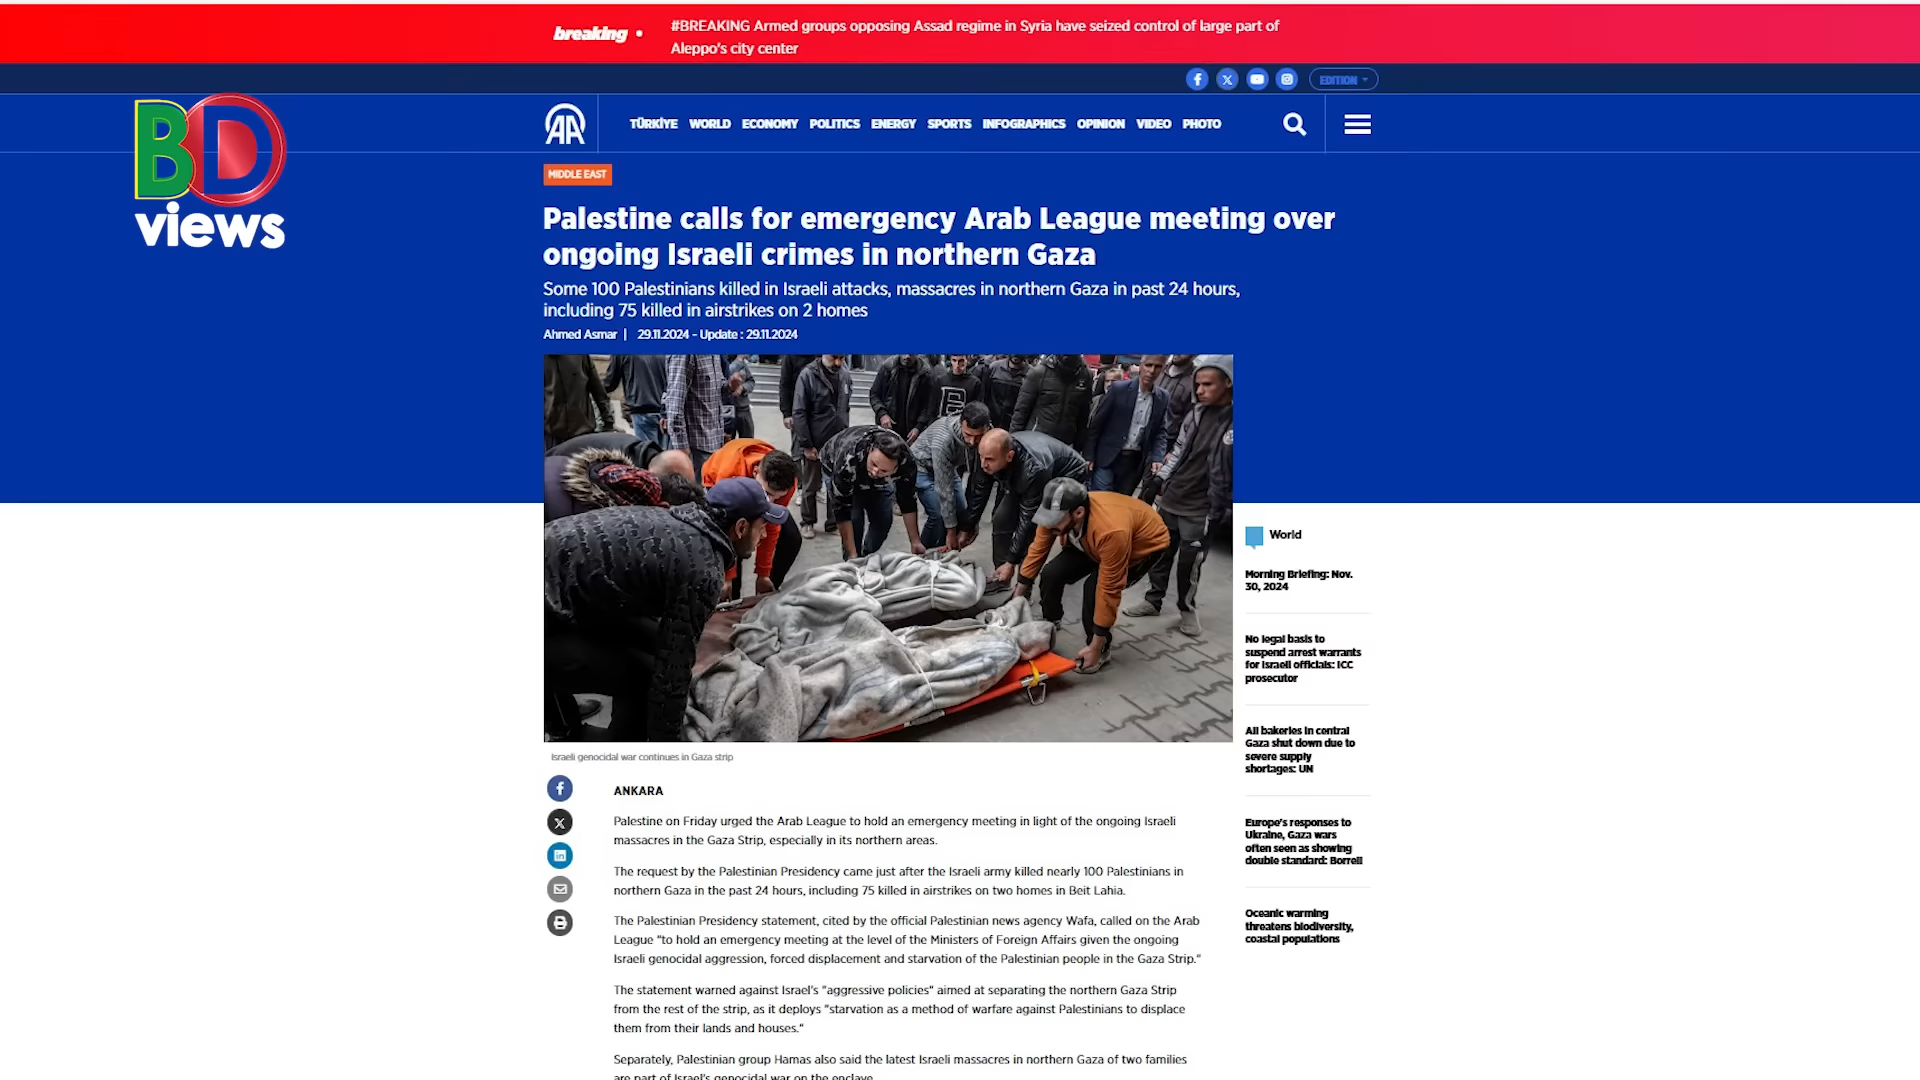 breaking •
#BREAKING Armed groups opposing Assad regime in Syria have seized control of large part of
Aleppo's city center
EDITION
BD
views
AA
TÜRKİYE WORLD ECONOMY POLITICS ENERGY SPORTS INFOGRAPHICS OPINION VIDEO PHOTO
MIDDLE EAST
Palestine calls for emergency Arab League meeting over
ongoing Israeli crimes in northern Gaza
Some 100 Palestinians killed in Israeli attacks, massacres in northern Gaza in past 24 hours,
including 75 killed in airstrikes on 2 homes
Ahmed Asmar | 29.11.2024 - Update : 29.11.2024
Israeli genocidal war continues in Gaza strip
ANKARA
Palestine on Friday urged the Arab League to hold an emergency meeting in light of the ongoing Israeli
massacres in the Gaza Strip, especially in its northern areas.
The request by the Palestinian Presidency came just after the Israeli army killed nearly 100 Palestinians in
northern Gaza in the past 24 hours, including 75 killed in airstrikes on two homes in Beit Lahia.
The Palestinian Presidency statement, cited by the official Palestinian news agency Wafa, called on the Arab
League "to hold an emergency meeting at the level of the Ministers of Foreign Affairs given the ongoing
Israeli genocidal aggression, forced displacement and starvation of the Palestinian people in the Gaza Strip."
The statement warned against Israel's "aggressive policies" aimed at separating the northern Gaza Strip
from the rest of the strip, as it deploys "starvation as a method of warfare against Palestinians to displace
them from their lands and houses."
Separately, Palestinian group Hamas also said the latest Israeli massacres in northern Gaza of two families
are part of Israel's genocidal war on the enclave.
World
Morning Briefing: Nov.
30, 2024
No legal basis to
suspend arrest warrants
for Israeli officials: ICC
prosecutor
All bakeries in central
Gaza shut down due to
severe supply
shortages: UN
Europe's responses to
Ukraine, Gaza wars
often seen as showing
double standard: Borrell
Oceanic warming
threatens biodiversity,
coastal populations